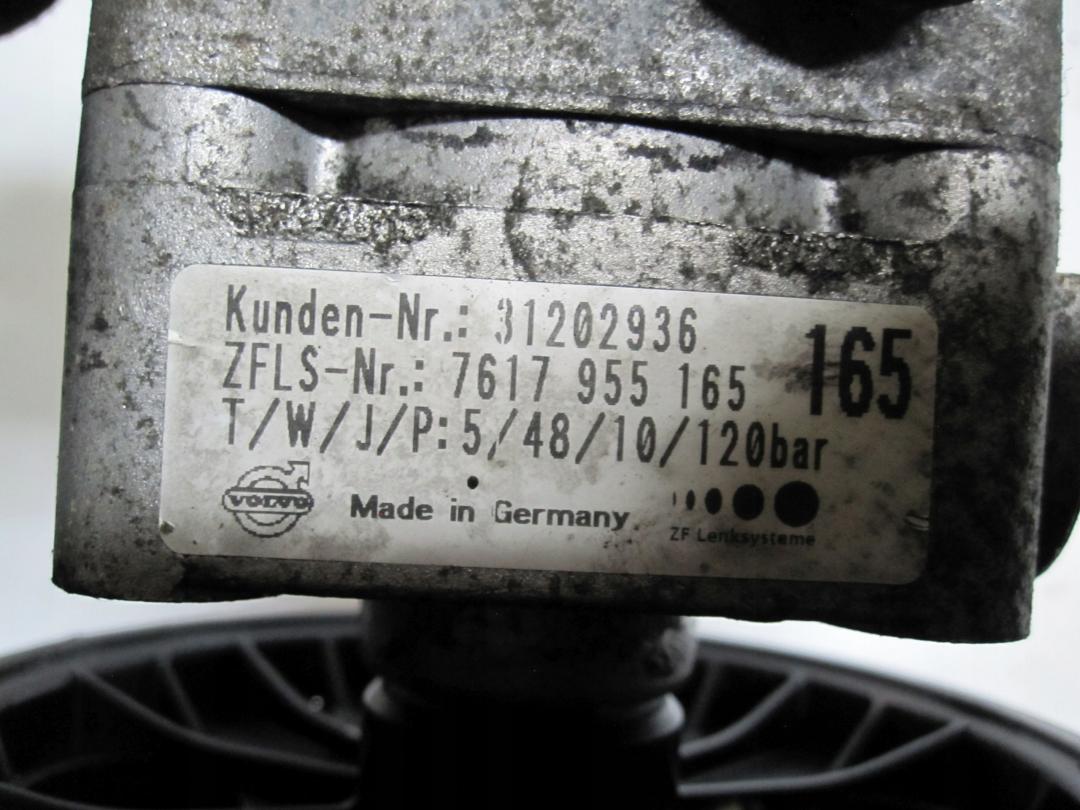 Kunden-Nr.: 31202936
ZFLS-Nr.: 7617 955 165
165
T/W/J/P:5/48/10/120bar
VOLVO
Made in Germany
ZF Lenksysteme